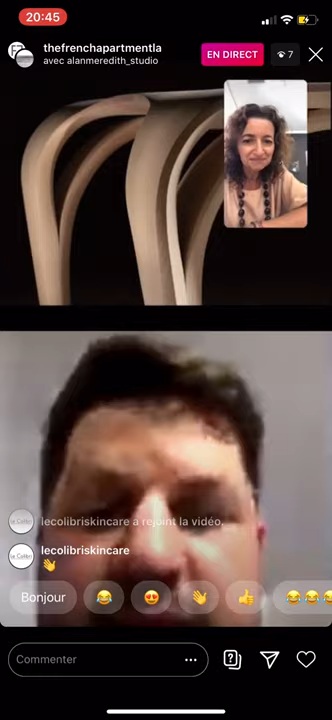 20:45
thefrenchapartmentla
avec alanmeredith_studio
EN DIRECT
7
lecolibriskincare a rejoint la vidéo.
lecolibriskincare
👋
Bonjour
Commenter